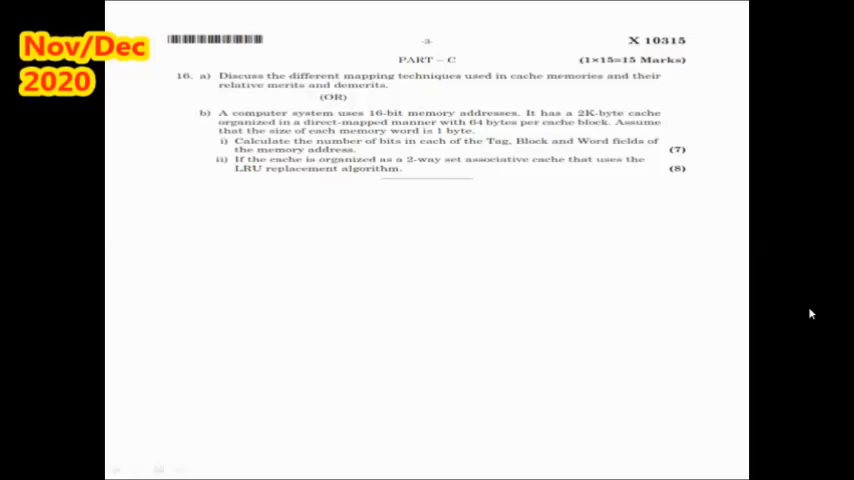 Nov/Dec
2020
-3-
X 10315
PART – C
(1×15=15 Marks)
16. a) Discuss the different mapping techniques used in cache memories and their
relative merits and demerits.
(OR)
b) A computer system uses 16-bit memory addresses. It has a 2K-byte cache
organized in a direct-mapped manner with 64 bytes per cache block. Assume
that the size of each memory word is 1 byte.
i) Calculate the number of bits in each of the Tag, Block and Word fields of
the memory address. (7)
ii) If the cache is organized as a 2-way set associative cache that uses the
LRU replacement algorithm. (8)